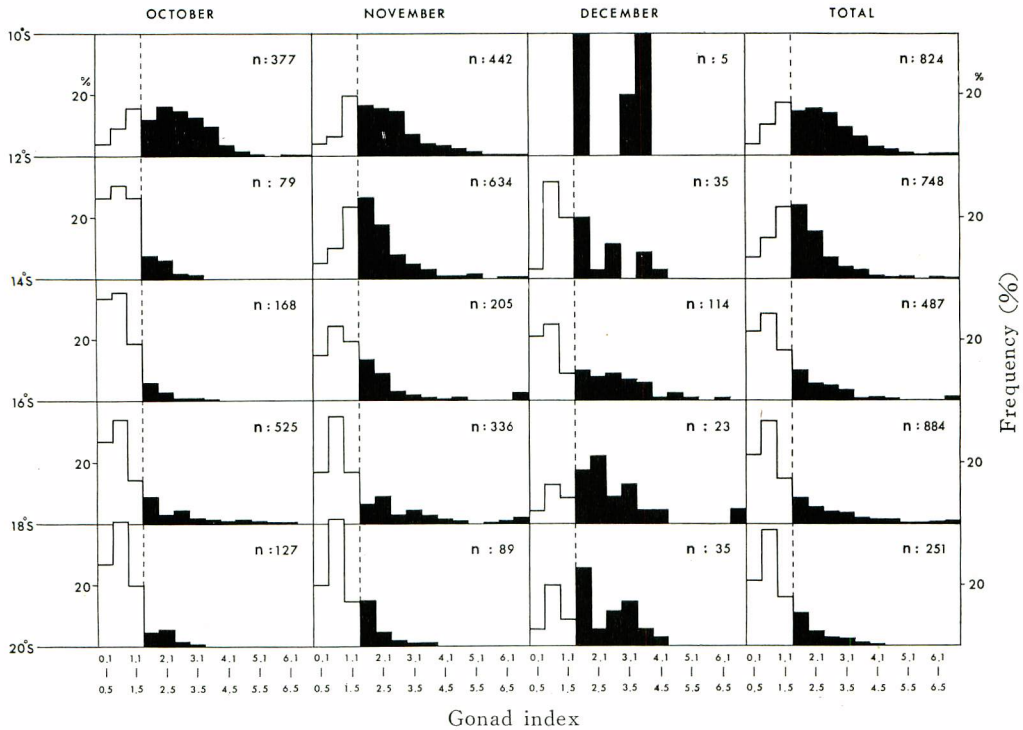 OCTOBER NOVEMBER DECEMBER TOTAL
10°S
n:377 n:442 n:5 n:824
% %
20 20
12°S
n:79 n:634 n:35 n:748
20 20
14°S
n:168 n:205 n:114 n:487
20 20
16°S
n:525 n:336 n:23 n:884
20 20
18°S
n:127 n:89 n:35 n:251
20 20
20°S
Frequency (%)
0,1 1,1 2,1 3,1 4,1 5,1 6,1 0,1 1,1 2,1 3,1 4,1 5,1 6,1 0,1 1,1 2,1 3,1 4,1 5,1 6,1 0,1 1,1 2,1 3,1 4,1 5,1 6,1
0,5 1,5 2,5 3,5 4,5 5,5 6,5 0,5 1,5 2,5 3,5 4,5 5,5 6,5 0,5 1,5 2,5 3,5 4,5 5,5 6,5 0,5 1,5 2,5 3,5 4,5 5,5 6,5
Gonad index